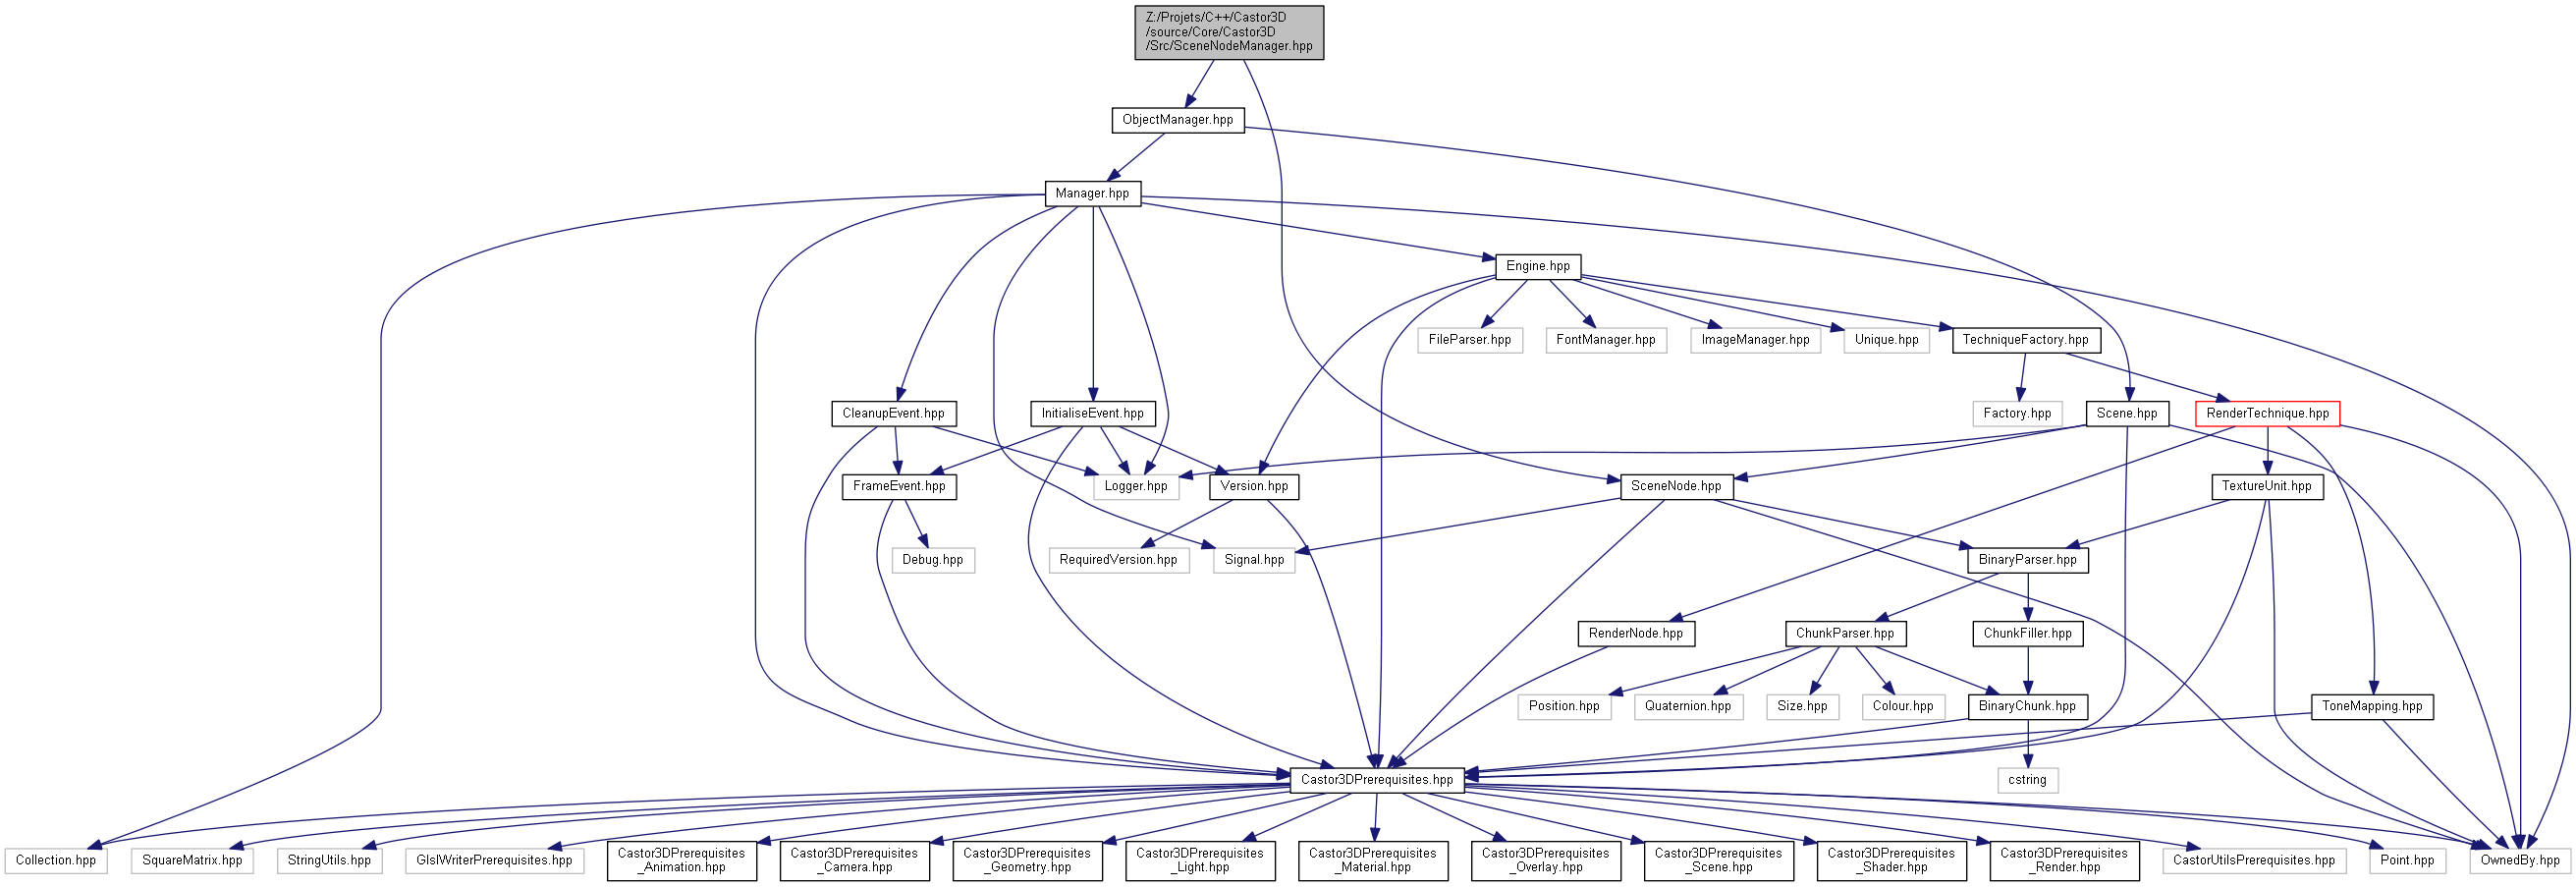 Z:/Projets/C++/Castor3D
/source/Core/Castor3D
/Src/SceneNodeManager.hpp
ObjectManager.hpp
Manager.hpp
Engine.hpp
FileParser.hpp
FontManager.hpp
ImageManager.hpp
Unique.hpp
TechniqueFactory.hpp
CleanupEvent.hpp
InitialiseEvent.hpp
Factory.hpp
Scene.hpp
RenderTechnique.hpp
FrameEvent.hpp
Logger.hpp
Version.hpp
SceneNode.hpp
TextureUnit.hpp
Debug.hpp
RequiredVersion.hpp
Signal.hpp
BinaryParser.hpp
RenderNode.hpp
ChunkParser.hpp
ChunkFiller.hpp
Position.hpp
Quaternion.hpp
Size.hpp
Colour.hpp
BinaryChunk.hpp
ToneMapping.hpp
Castor3DPrerequisites.hpp
cstring
Collection.hpp
SquareMatrix.hpp
StringUtils.hpp
GlslWriterPrerequisites.hpp
Castor3DPrerequisites
_Animation.hpp
Castor3DPrerequisites
_Camera.hpp
Castor3DPrerequisites
_Geometry.hpp
Castor3DPrerequisites
_Light.hpp
Castor3DPrerequisites
_Material.hpp
Castor3DPrerequisites
_Overlay.hpp
Castor3DPrerequisites
_Scene.hpp
Castor3DPrerequisites
_Shader.hpp
Castor3DPrerequisites
_Render.hpp
CastorUtilsPrerequisites.hpp
Point.hpp
OwnedBy.hpp